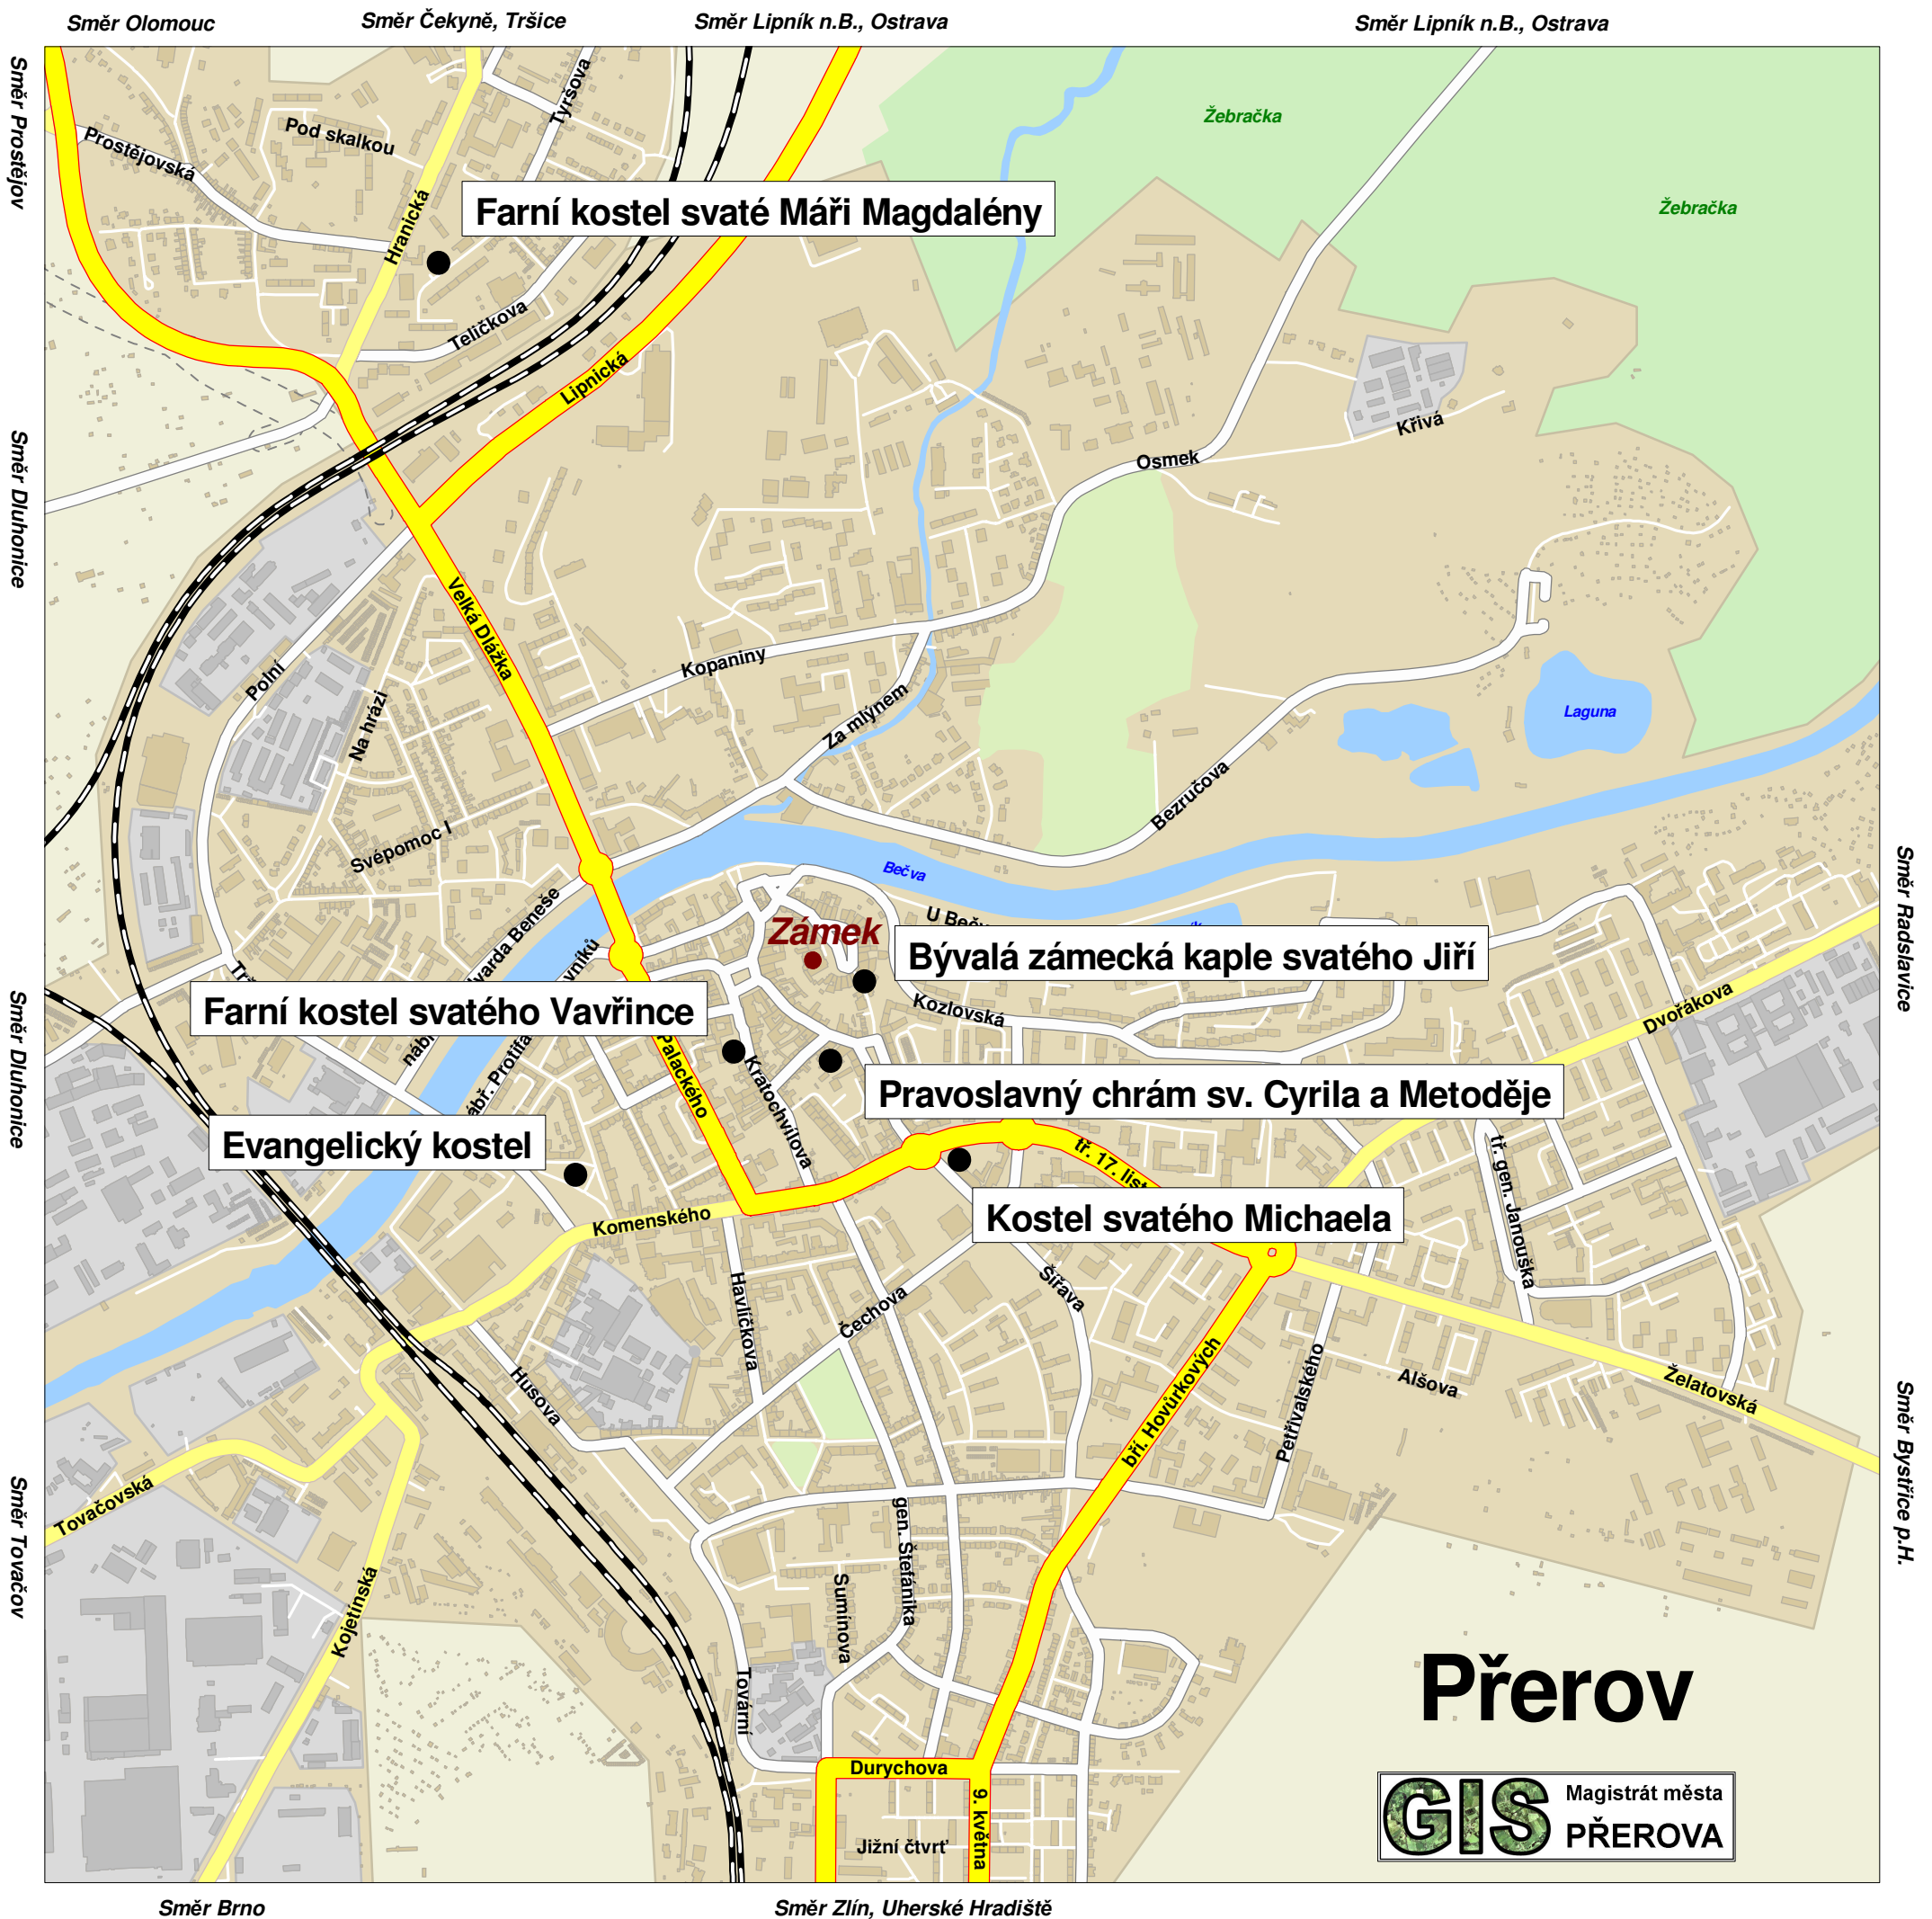 Směr Olomouc
Směr Čekyně, Tršice
Směr Lipník n.B., Ostrava
Směr Lipník n.B., Ostrava
Směr Prostějov
Tyršova
Žebračka
Pod skalkou
Prostějovská
Hranická
Farní kostel svaté Máři Magdalény
Žebračka
Teličkova
Lipnická
Křivá
Osmek
Směr Dluhonice
Velká Dlážka
Kopaniny
Polní
Na hrázi
Za mlýnem
Laguna
Bezručova
Svépomoc I
Bečva
Směr Radslavice
U Bečv
Zámek
Bývalá zámecká kaple svatého Jiří
Farní kostel svatého Vavřince
Kozlovská
Dvořákova
Směr Dluhonice
Palackého
Kratochvílova
Pravoslavný chrám sv. Cyrila a Metoděje
Evangelický kostel
tř. 17. list
tř. gen. Janouška
Kostel svatého Michaela
Komenského
Havlíčkova
Čechova
Šířava
Husova
bří. Hovůrkových
Petřivalského
Alšova
Želatovská
Směr Bystřice p.H.
Tovačovská
Směr Tovačov
Kojetínská
gen. Štefánika
Sumínova
Tovární
Přerov
Durychova
9. května
Jižní čtvrť
GIS
Magistrát města
PŘEROVA
Směr Brno
Směr Zlín, Uherské Hradiště